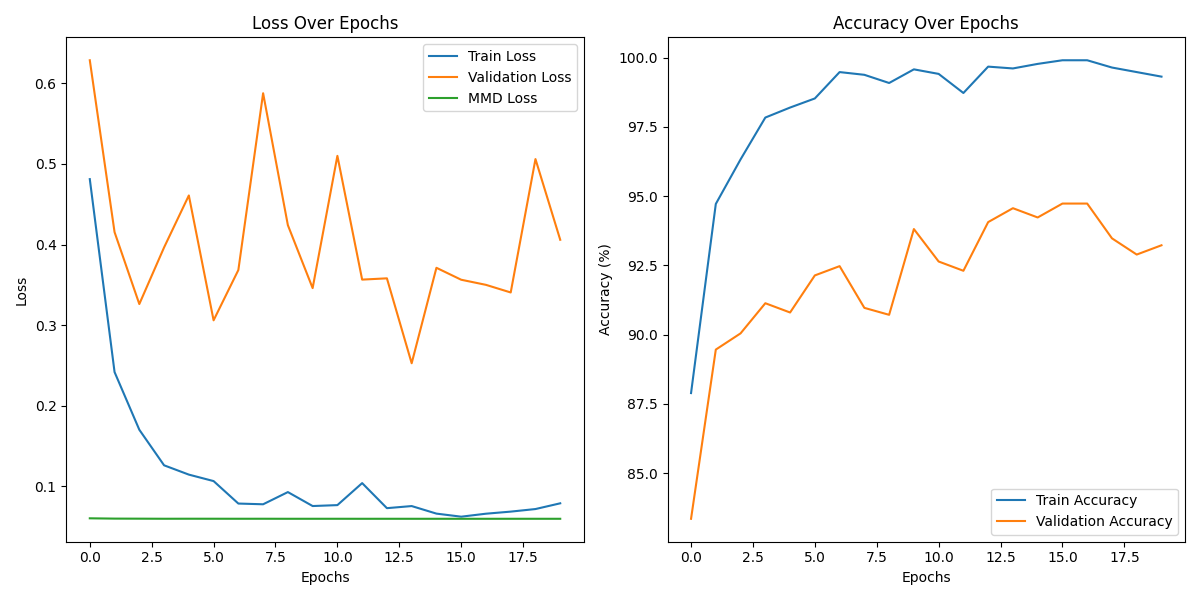 Loss Over Epochs
Train Loss
Validation Loss
MMD Loss
0.6
0.5
0.4
0.3
0.2
0.1
Loss
0.0 2.5 5.0 7.5 10.0 12.5 15.0 17.5
Epochs
Accuracy Over Epochs
100.0
97.5
95.0
92.5
90.0
87.5
85.0
Accuracy (%)
Train Accuracy
Validation Accuracy
0.0 2.5 5.0 7.5 10.0 12.5 15.0 17.5
Epochs